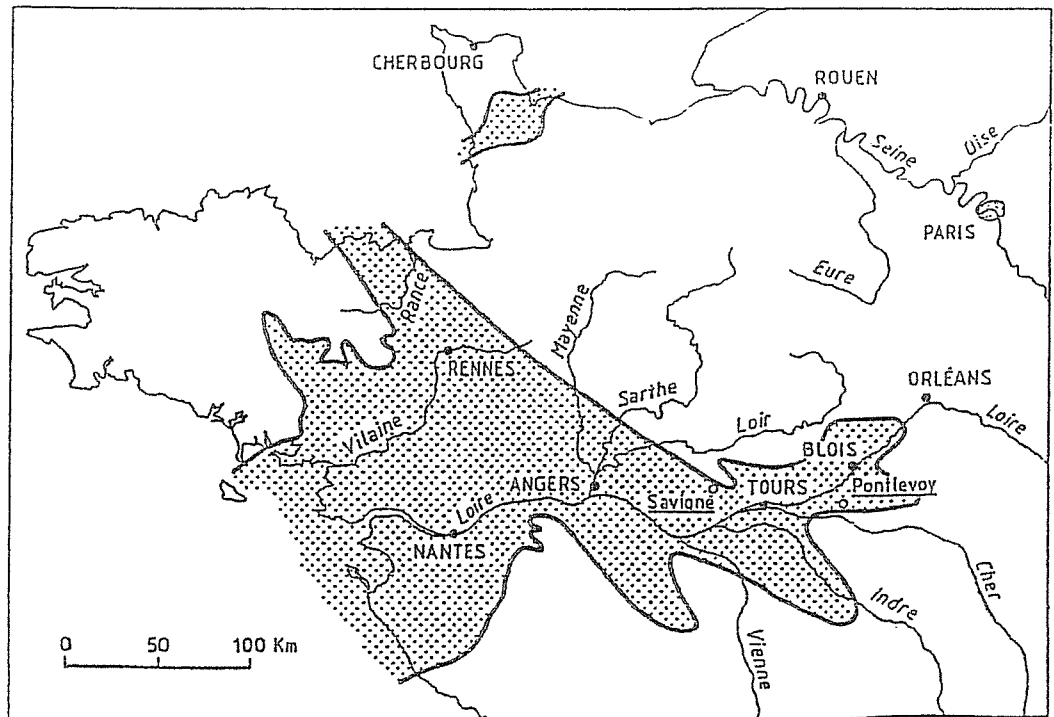 CHERBOURG
ROUEN
Seine
Oise
PARIS
Eure
Rance
Mayenne
RENNES
Sarthe
ORLÉANS
Loir
Loire
Vilaine
BLOIS
ANGERS
Savigné
TOURS
Pontlevoy
Loire
NANTES
Cher
Indre
Vienne
0 50 100 Km